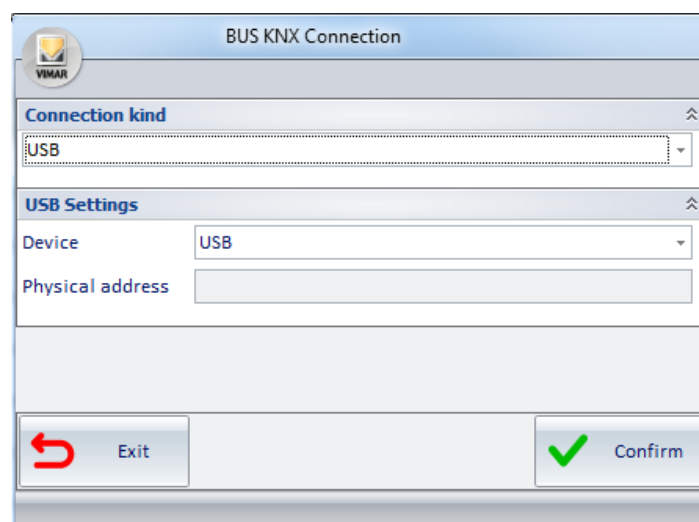 BUS KNX Connection
VIMAR
Connection kind
USB
USB Settings
Device USB
Physical address
Exit Confirm